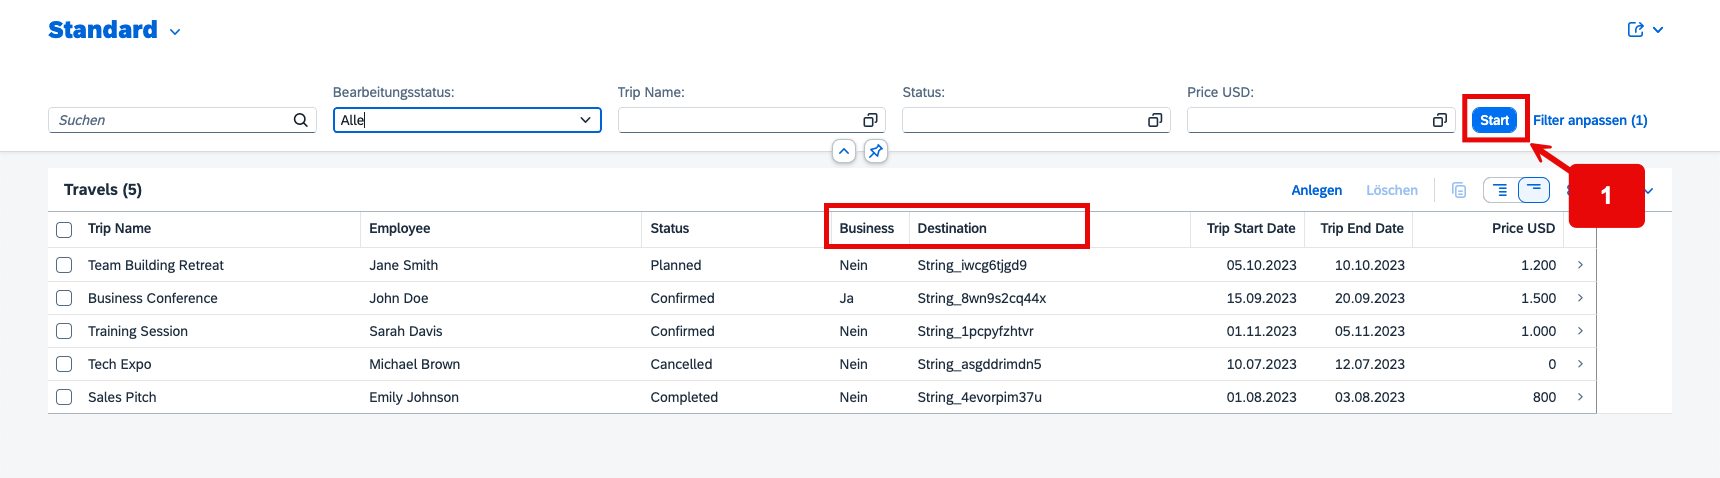 Standard
Bearbeitungsstatus: Trip Name: Status: Price USD:
Suchen Alle Start Filter anpassen (1)
Travels (5) Anlegen Löschen 1
Trip Name Employee Status Business Destination Trip Start Date Trip End Date Price USD
Team Building Retreat Jane Smith Planned Nein String_iwcg6tjgd9 05.10.2023 10.10.2023 1.200
Business Conference John Doe Confirmed Ja String_8wn9s2cq44x 15.09.2023 20.09.2023 1.500
Training Session Sarah Davis Confirmed Nein String_1pcpyfzhtvr 01.11.2023 05.11.2023 1.000
Tech Expo Michael Brown Cancelled Nein String_asgddrimdn5 10.07.2023 12.07.2023 0
Sales Pitch Emily Johnson Completed Nein String_4evorpim37u 01.08.2023 03.08.2023 800